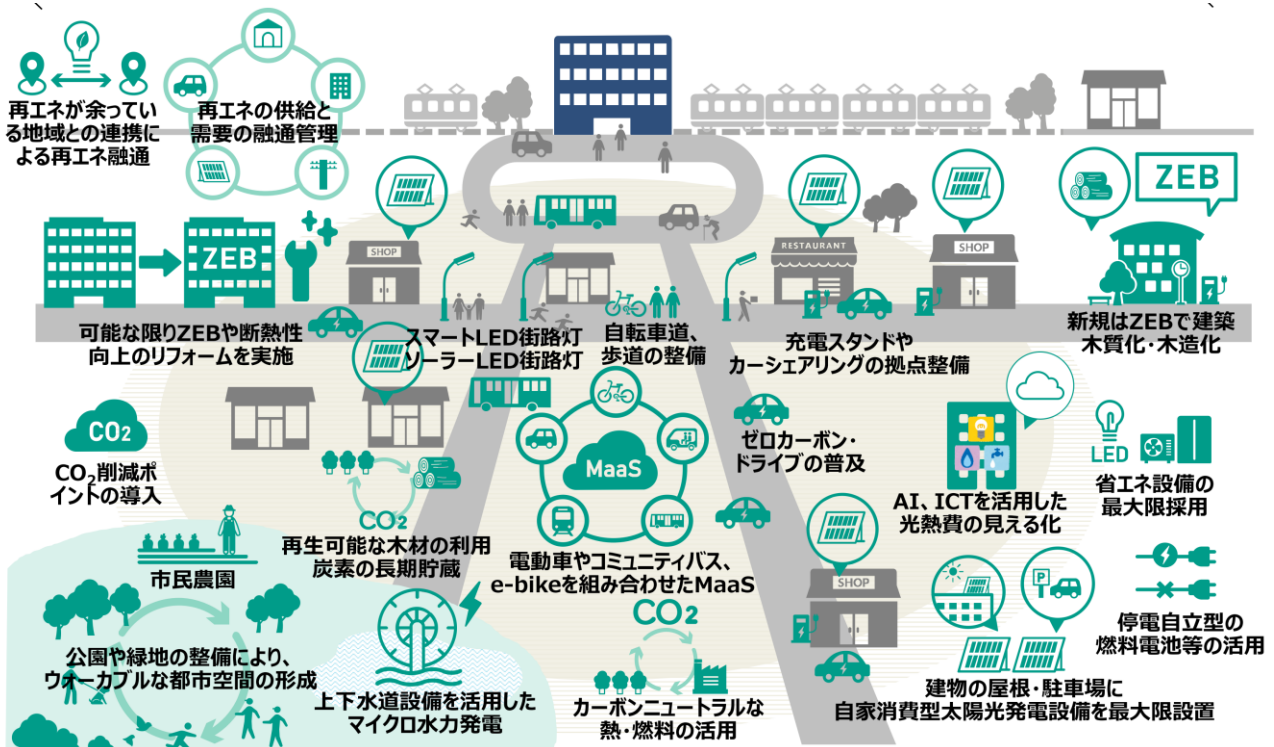 再エネが余ってい
る地域との連携に
よる再エネ融通
再エネの供給と
需要の融通管理
ZEB
ZEB
SHOP
RESTAURANT
SHOP
可能な限りZEBや断熱性
向上のリフォームを実施
スマートLED街路灯
ソーラーLED街路灯
自転車道、
歩道の整備
充電スタンドや
カーシェアリングの拠点整備
新規はZEBで建築
木質化・木造化
CO2
CO2削減ポ
イントの導入
MaaS
ゼロカーボン・
ドライブの普及
AI、ICTを活用した
光熱費の見える化
LED
省エネ設備の
最大限採用
市民農園
CO2
再生可能な木材の利用
炭素の長期貯蔵
電動車やコミュニティバス、
e-bikeを組み合わせたMaaS
SHOP
P
停電自立型の
燃料電池等の活用
公園や緑地の整備により、
ウォーカブルな都市空間の形成
上下水道設備を活用した
マイクロ水力発電
CO2
カーボンニュートラルな
熱・燃料の活用
建物の屋根・駐車場に
自家消費型太陽光発電設備を最大限設置